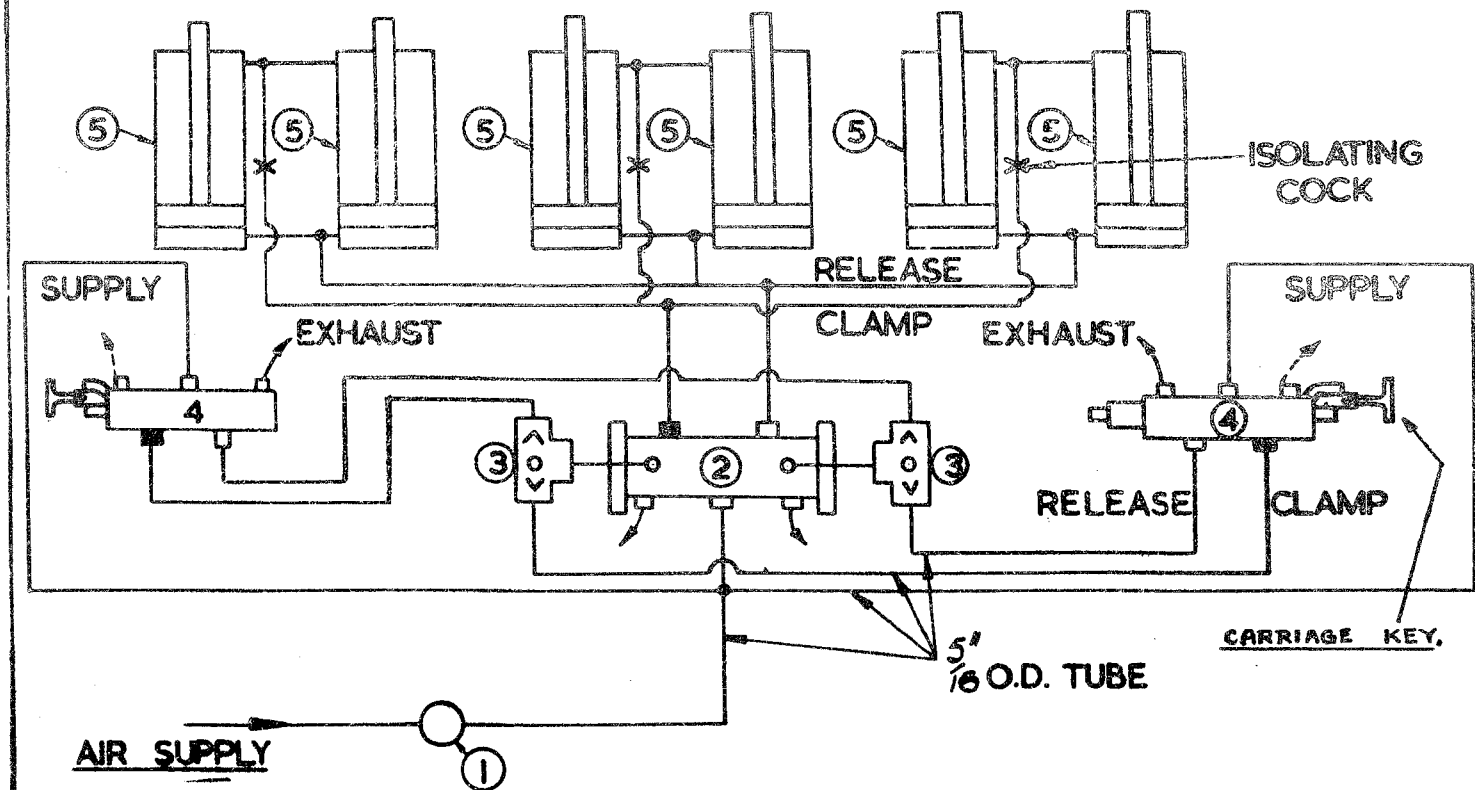 5 5 5 5 5 5
ISOLATING
COCK
RELEASE
SUPPLY SUPPLY
CLAMP
EXHAUST EXHAUST
4 4
3 2 3
RELEASE CLAMP
CARRIAGE KEY.
5"/16 O.D. TUBE
AIR SUPPLY
1